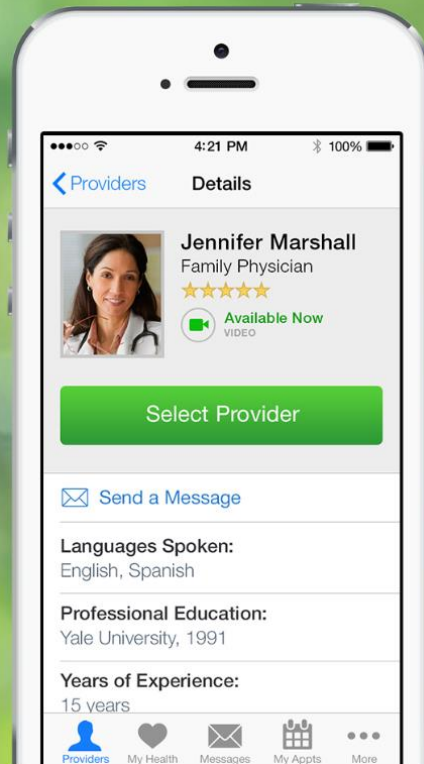 4:21 PM 100%
Providers Details
Jennifer Marshall
Family Physician
Available Now
VIDEO
Select Provider
Send a Message
Languages Spoken:
English, Spanish
Professional Education:
Yale University, 1991
Years of Experience:
15 years
Providers My Health Messages My Appts More